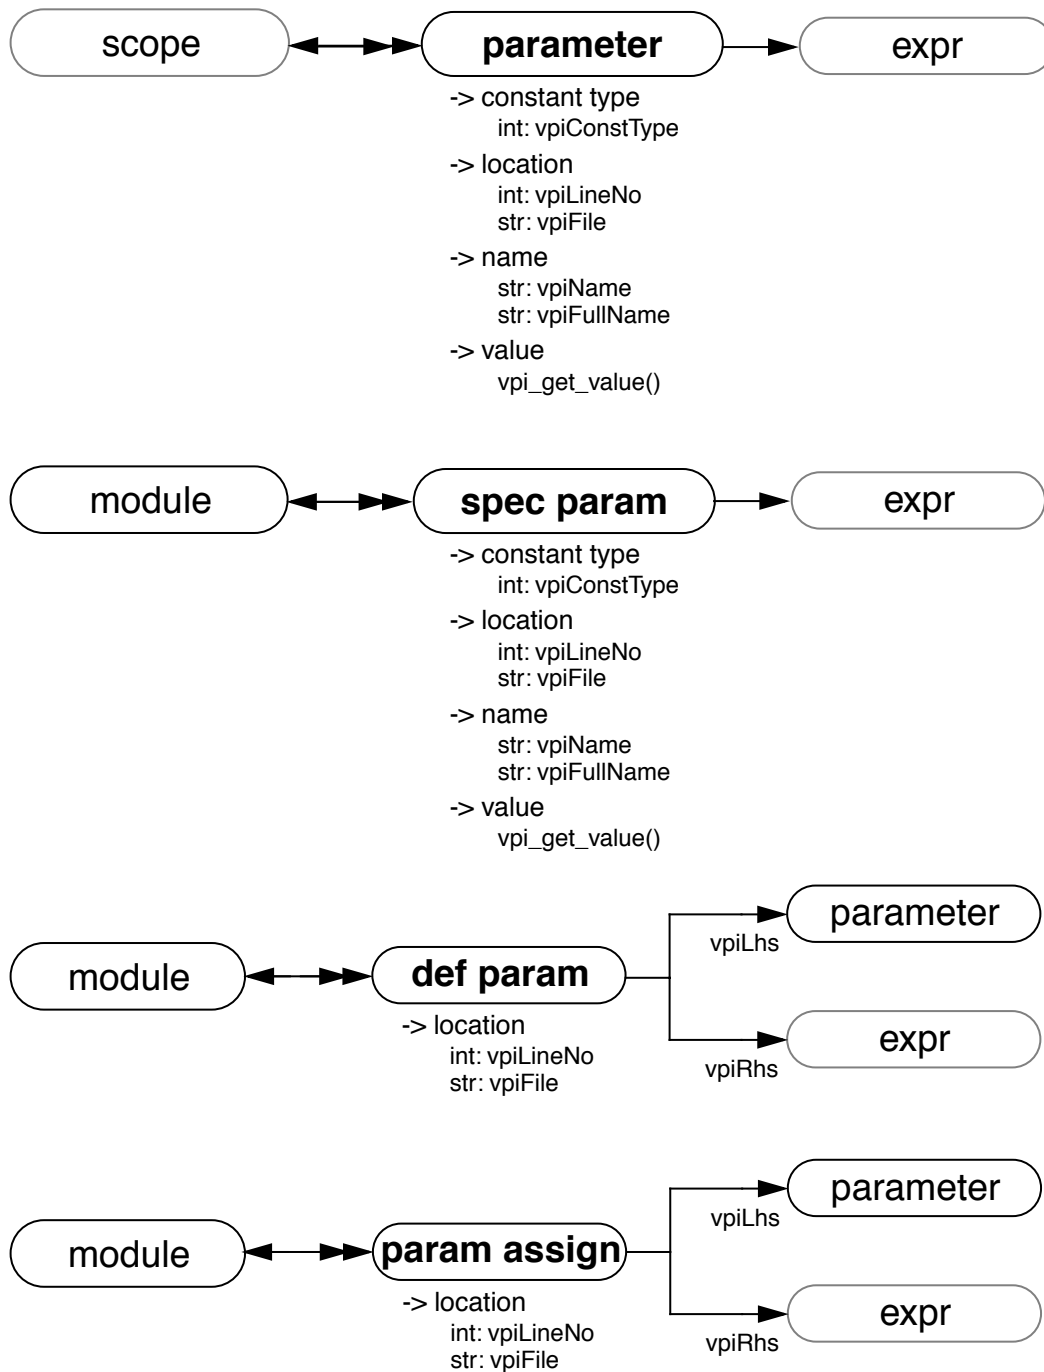 scope
parameter
expr
-> constant type
int: vpiConstType
-> location
int: vpiLineNo
str: vpiFile
-> name
str: vpiName
str: vpiFullName
-> value
vpi_get_value()
module
spec param
expr
-> constant type
int: vpiConstType
-> location
int: vpiLineNo
str: vpiFile
-> name
str: vpiName
str: vpiFullName
-> value
vpi_get_value()
module
def param
-> location
int: vpiLineNo
str: vpiFile
vpiLhs
parameter
vpiRhs
expr
module
param assign
-> location
int: vpiLineNo
str: vpiFile
vpiLhs
parameter
vpiRhs
expr